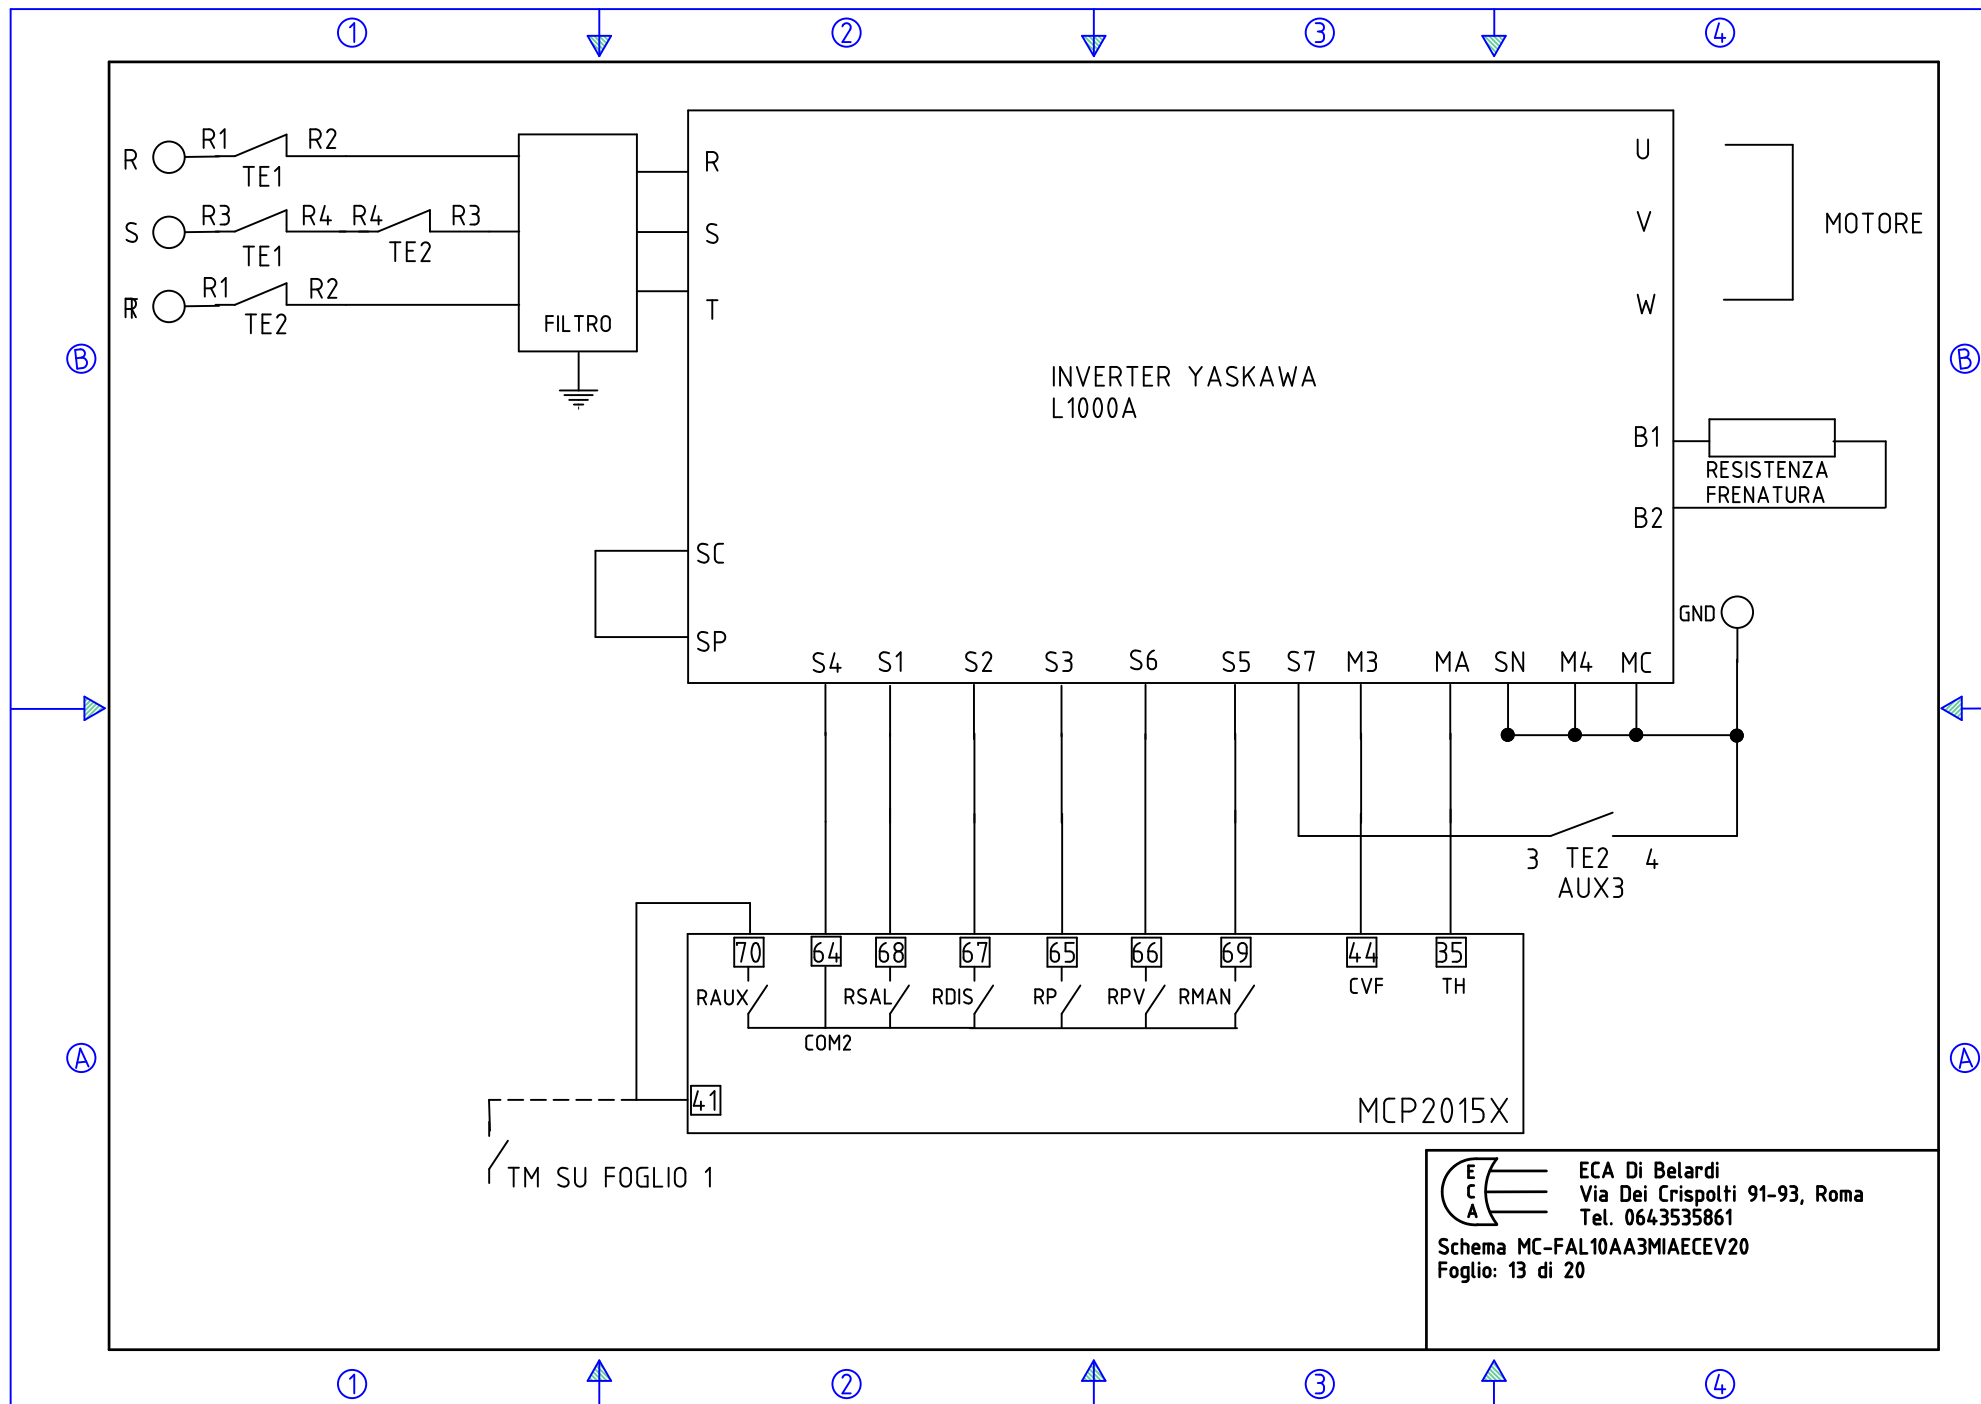 1 2 3 4
R R1 R2
TE1
S R3 R4 R4 R3
TE1 TE2
R1 R2
TE2
FILTRO
R
S
T
U
V
W
MOTORE
B B
INVERTER YASKAWA
L1000A
B1
RESISTENZA
FRENATURA
B2
SC
SP
GND
S4 S1 S2 S3 S6 S5 S7 M3 MA SN M4 MC
3 TE2 4
AUX3
70 64 68 67 65 66 69 44 35
RAUX RSAL RDIS RP RPV RMAN CVF TH
COM2
A A
41
MCP2015X
TM SU FOGLIO 1
E
C
A
ECA Di Belardi
Via Dei Crispolti 91-93, Roma
Tel. 0643535861
Schema MC-FAL10AA3MIAECEV20
Foglio: 13 di 20
1 2 3 4